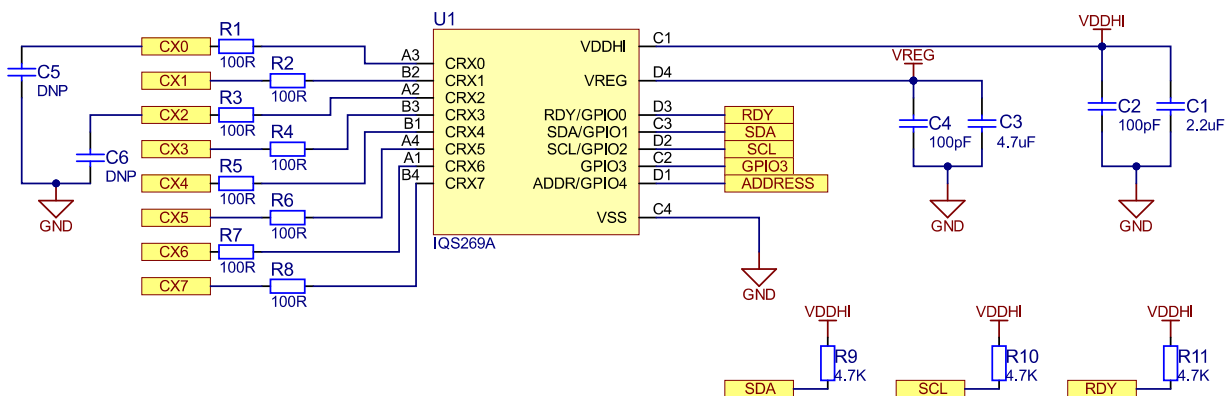 U1
VDDHI
R1
CX0
C1
VDDHI
100R
A3
CRX0
C5
DNP
R2
CX1
100R
B2
CRX1
VREG
D4
VREG
R3
CX2
100R
A2
CRX2
C2
100pF
C1
2.2uF
R4
CX3
100R
B3
CRX3
RDY/GPIO0
D3
RDY
C4
100pF
C3
4.7uF
B1
CRX4
SDA/GPIO1
C3
SDA
C6
DNP
A4
CRX5
SCL/GPIO2
D2
SCL
R5
CX4
100R
A1
CRX6
GPIO3
C2
GPIO3
B4
CRX7
ADDR/GPIO4
D1
ADDRESS
GND
R6
CX5
100R
VSS
C4
GND
GND
R7
CX6
100R
IQS269A
R8
CX7
100R
GND
VDDHI
VDDHI
VDDHI
R9
4.7K
R10
4.7K
R11
4.7K
SDA
SCL
RDY